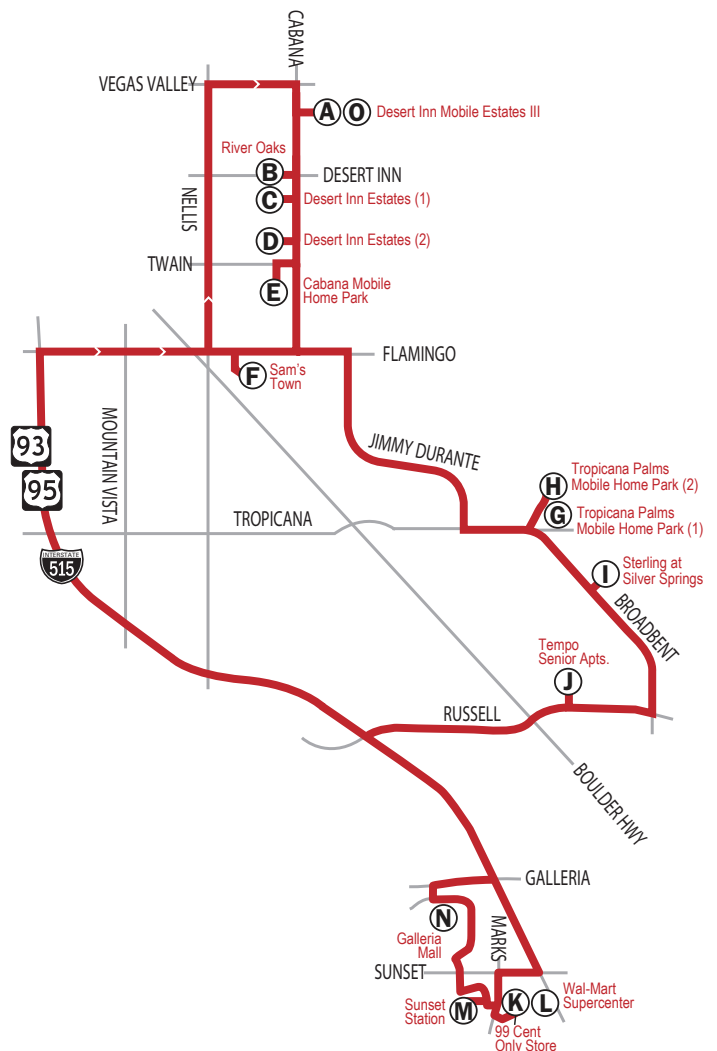 CABANA
VEGAS VALLEY
A O Desert Inn Mobile Estates III
River Oaks
B DESERT INN
C Desert Inn Estates (1)
NELLIS
D Desert Inn Estates (2)
TWAIN
E Cabana Mobile
Home Park
FLAMINGO
F Sam's
Town
93
95
MOUNTAIN VISTA
JIMMY DURANTE
H Tropicana Palms
Mobile Home Park (2)
G Tropicana Palms
Mobile Home Park (1)
TROPICANA
INTERSTATE
515
I Sterling at
Silver Springs
BROADBENT
Tempo
Senior Apts.
J
RUSSELL
BOULDER HWY
GALLERIA
N
Galleria
Mall
MARKS
SUNSET
Sunset
Station
M
K L Wal-Mart
Supercenter
99 Cent
Only Store